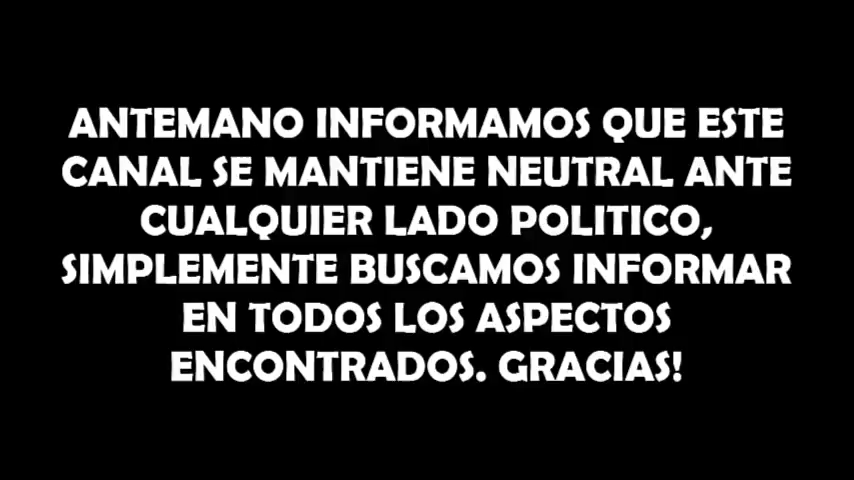 ANTEMANO INFORMAMOS QUE ESTE
CANAL SE MANTIENE NEUTRAL ANTE
CUALQUIER LADO POLITICO,
SIMPLEMENTE BUSCAMOS INFORMAR
EN TODOS LOS ASPECTOS
ENCONTRADOS. GRACIAS!